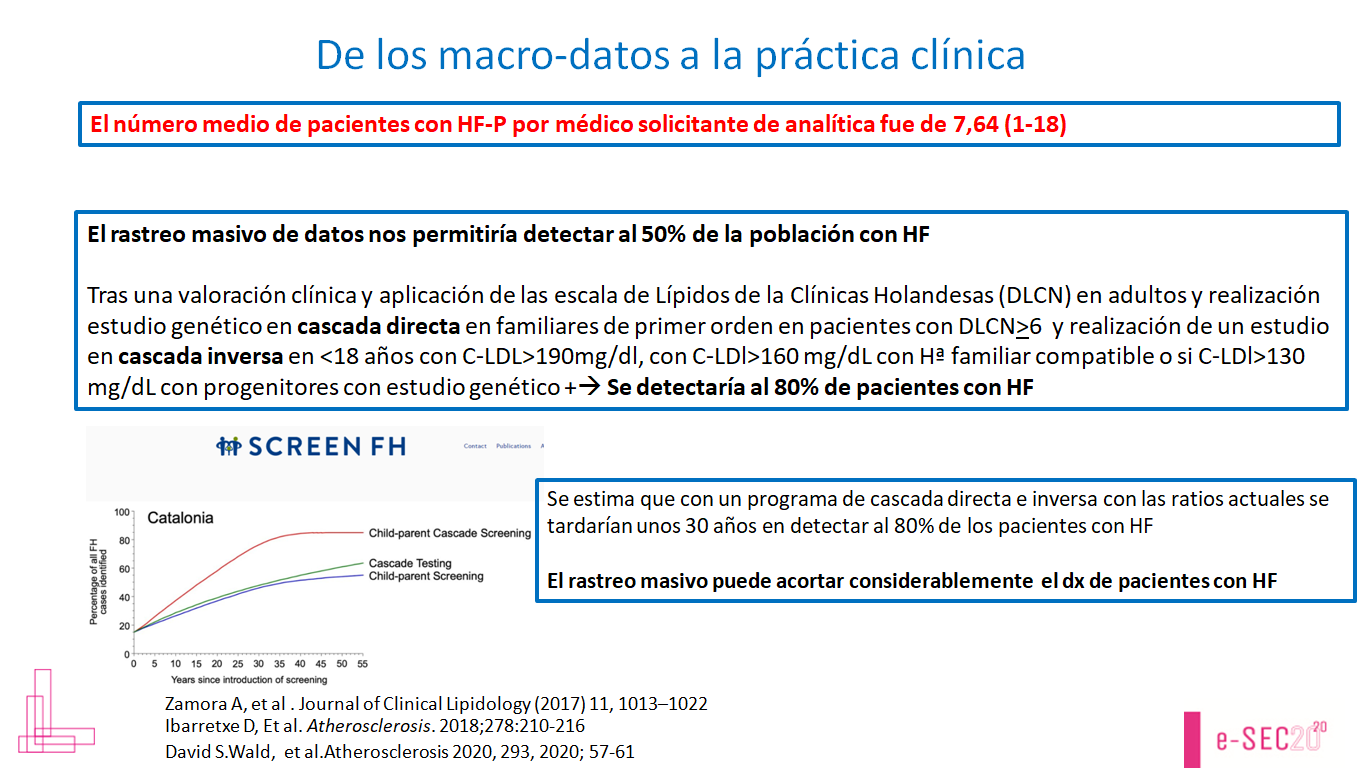 De los macro-datos a la práctica clínica
El número medio de pacientes con HF-P por médico solicitante de analítica fue de 7,64 (1-18)
El rastreo masivo de datos nos permitiría detectar al 50% de la población con HF
Tras una valoración clínica y aplicación de las escala de Lípidos de la Clínicas Holandesas (DLCN) en adultos y realización
estudio genético en cascada directa en familiares de primer orden en pacientes con DLCN>6 y realización de un estudio
en cascada inversa en <18 años con C-LDL>190mg/dl, con C-LDl>160 mg/dL con Hª familiar compatible o si C-LDl>130
mg/dL con progenitores con estudio genético +→ Se detectaría al 80% de pacientes con HF
SCREEN FH
Contact Publications A
Catalonia
Percentage of all FH
cases identified
100
80
60
40
20
0
Child-parent Cascade Screening
Cascade Testing
Child-parent Screening
0 5 10 15 20 25 30 35 40 45 50 55
Years since introduction of screening
Se estima que con un programa de cascada directa e inversa con las ratios actuales se
tardarían unos 30 años en detectar al 80% de los pacientes con HF
El rastreo masivo puede acortar considerablemente el dx de pacientes con HF
Zamora A, et al . Journal of Clinical Lipidology (2017) 11, 1013–1022
Ibarretxe D, Et al. Atherosclerosis. 2018;278:210-216
David S.Wald, et al.Atherosclerosis 2020, 293, 2020; 57-61
e-SEC2020